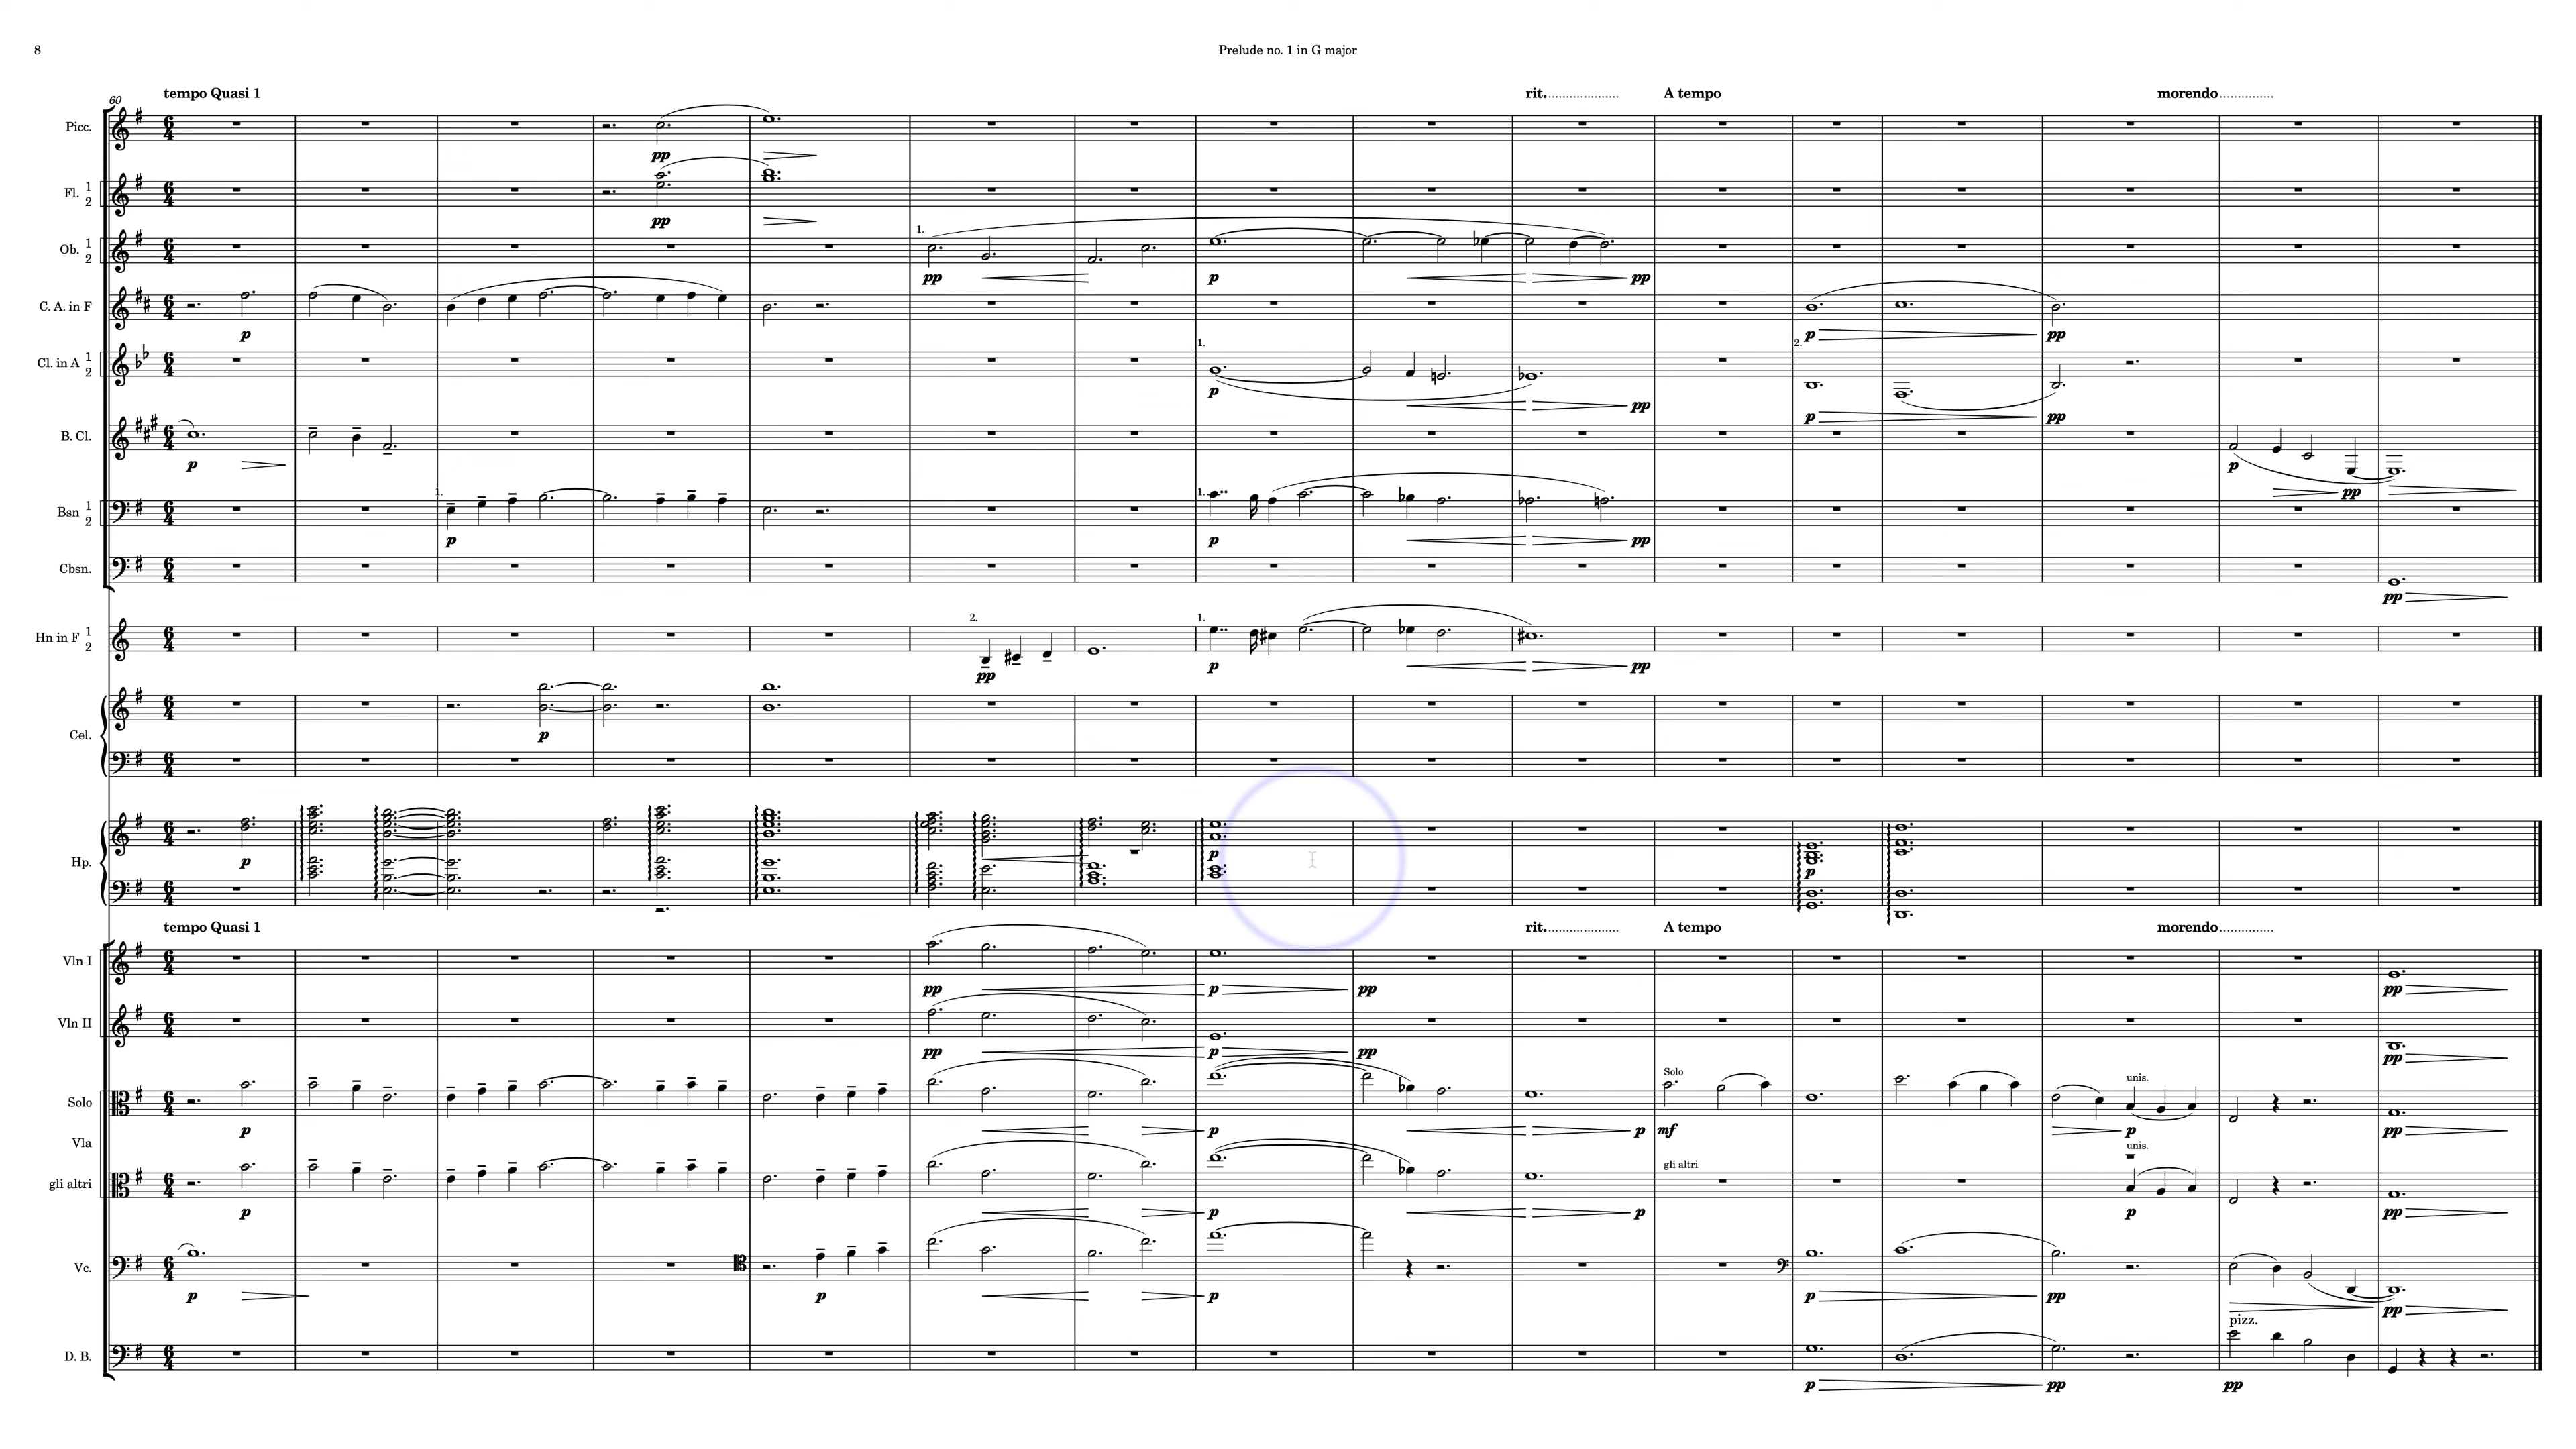 8
Prelude no. 1 in G major
tempo Quasi 1 rit. A tempo morendo
60
Picc.
pp
Fl. 1 2
pp
1.
Ob. 1 2
pp p pp
C. A. in F
p p pp
1. 2.
Cl. in A 1 2
p pp p pp
B. Cl.
p p pp
1. 1.
Bsn 1 2
p p pp
Cbsn.
pp
2. 1.
Hn in F 1 2
pp p pp
Cel.
p
Hp.
p p p
tempo Quasi 1 rit. A tempo morendo
Vln I
pp p pp pp
Vln II
pp p pp pp
Solo unis.
Solo
p p p mf p pp
Vla
unis.
gli altri
gli altri
p p p p pp
Vc.
p p p p pp pp
pizz.
D. B.
p pp pp